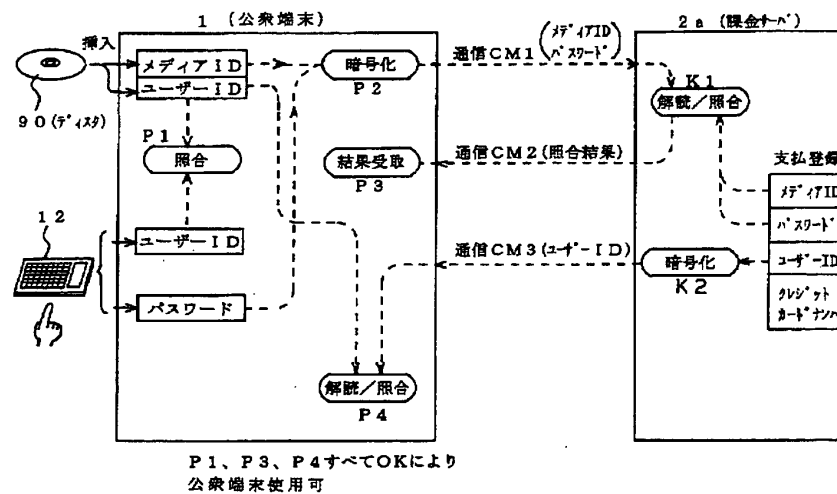 1 (公衆端末)
2a (課金サーバ)
挿入
メディアID
ユーザーID
90(ディスク)
暗号化
P2
通信CM1 (メディアID
パスワード)
K1
解読/照合
P1
照合
結果受取
P3
通信CM2(照合結果)
支払登録
メディアID
パスワード
ユーザーID
クレジット
カードナンバ
12
ユーザーID
パスワード
通信CM3(ユーザーID)
暗号化
K2
解読/照合
P4
P1、P3、P4すべてOKにより
公衆端末使用可